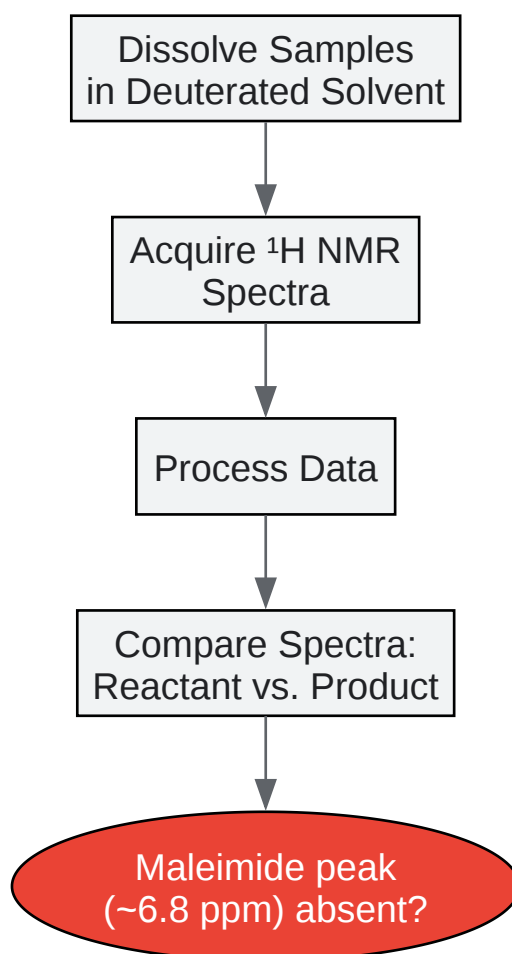 Dissolve Samples
in Deuterated Solvent
Acquire ¹H NMR
Spectra
Process Data
Compare Spectra:
Reactant vs. Product
Maleimide peak
(~6.8 ppm) absent?